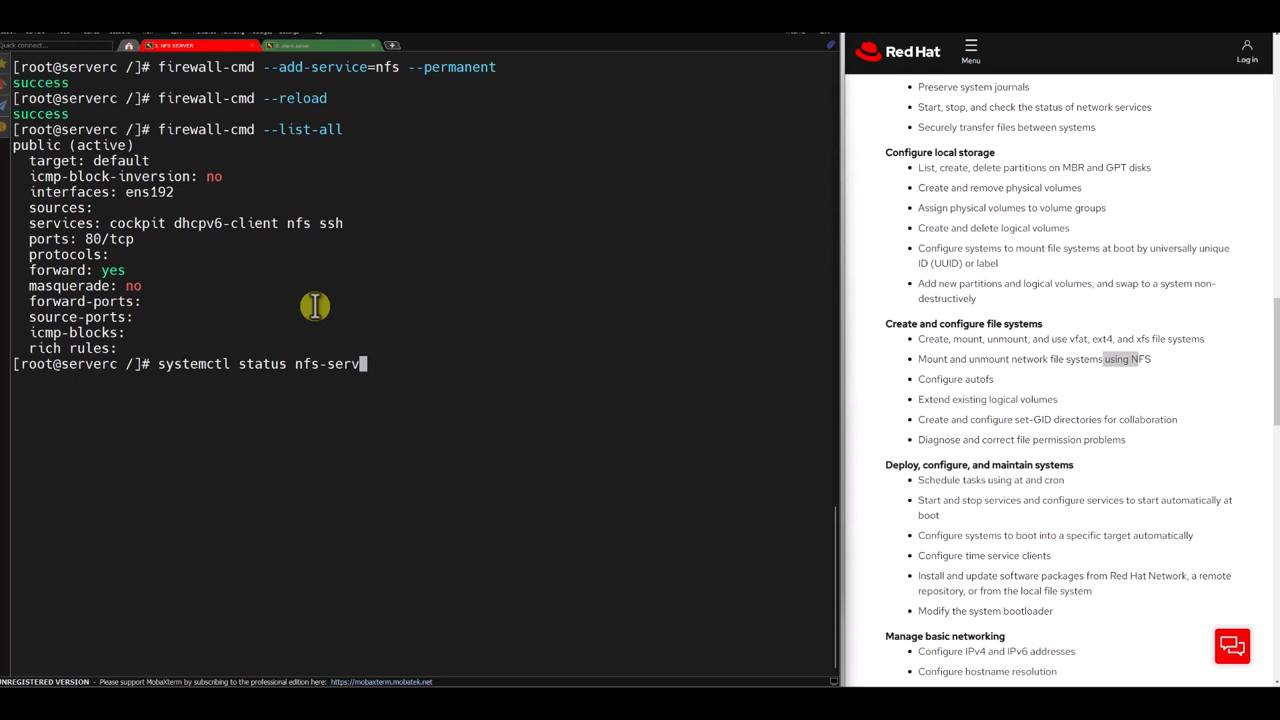 Quick connect...
3. NFS SERVER
[root@serverc /]# firewall-cmd --add-service=nfs --permanent
success
[root@serverc /]# firewall-cmd --reload
success
[root@serverc /]# firewall-cmd --list-all
public (active)
target: default
icmp-block-inversion: no
interfaces: ens192
sources:
services: cockpit dhcpv6-client nfs ssh
ports: 80/tcp
protocols:
forward: yes
masquerade: no
forward-ports:
source-ports:
icmp-blocks:
rich rules:
[root@serverc /]# systemctl status nfs-serv
UNREGISTERED VERSION - Please support MobaXterm by subscribing to the professional edition here: https://mobaxterm.mobatek.net
Red Hat
Menu
Log in
Preserve system journals
Start, stop, and check the status of network services
Securely transfer files between systems
Configure local storage
List, create, delete partitions on MBR and GPT disks
Create and remove physical volumes
Assign physical volumes to volume groups
Create and delete logical volumes
Configure systems to mount file systems at boot by universally unique
ID (UUID) or label
Add new partitions and logical volumes, and swap to a system non-
destructively
Create and configure file systems
Create, mount, unmount, and use vfat, ext4, and xfs file systems
Mount and unmount network file systems using NFS
Configure autofs
Extend existing logical volumes
Create and configure set-GID directories for collaboration
Diagnose and correct file permission problems
Deploy, configure, and maintain systems
Schedule tasks using at and cron
Start and stop services and configure services to start automatically at
boot
Configure systems to boot into a specific target automatically
Configure time service clients
Install and update software packages from Red Hat Network, a remote
repository, or from the local file system
Modify the system bootloader
Manage basic networking
Configure IPv4 and IPv6 addresses
Configure hostname resolution